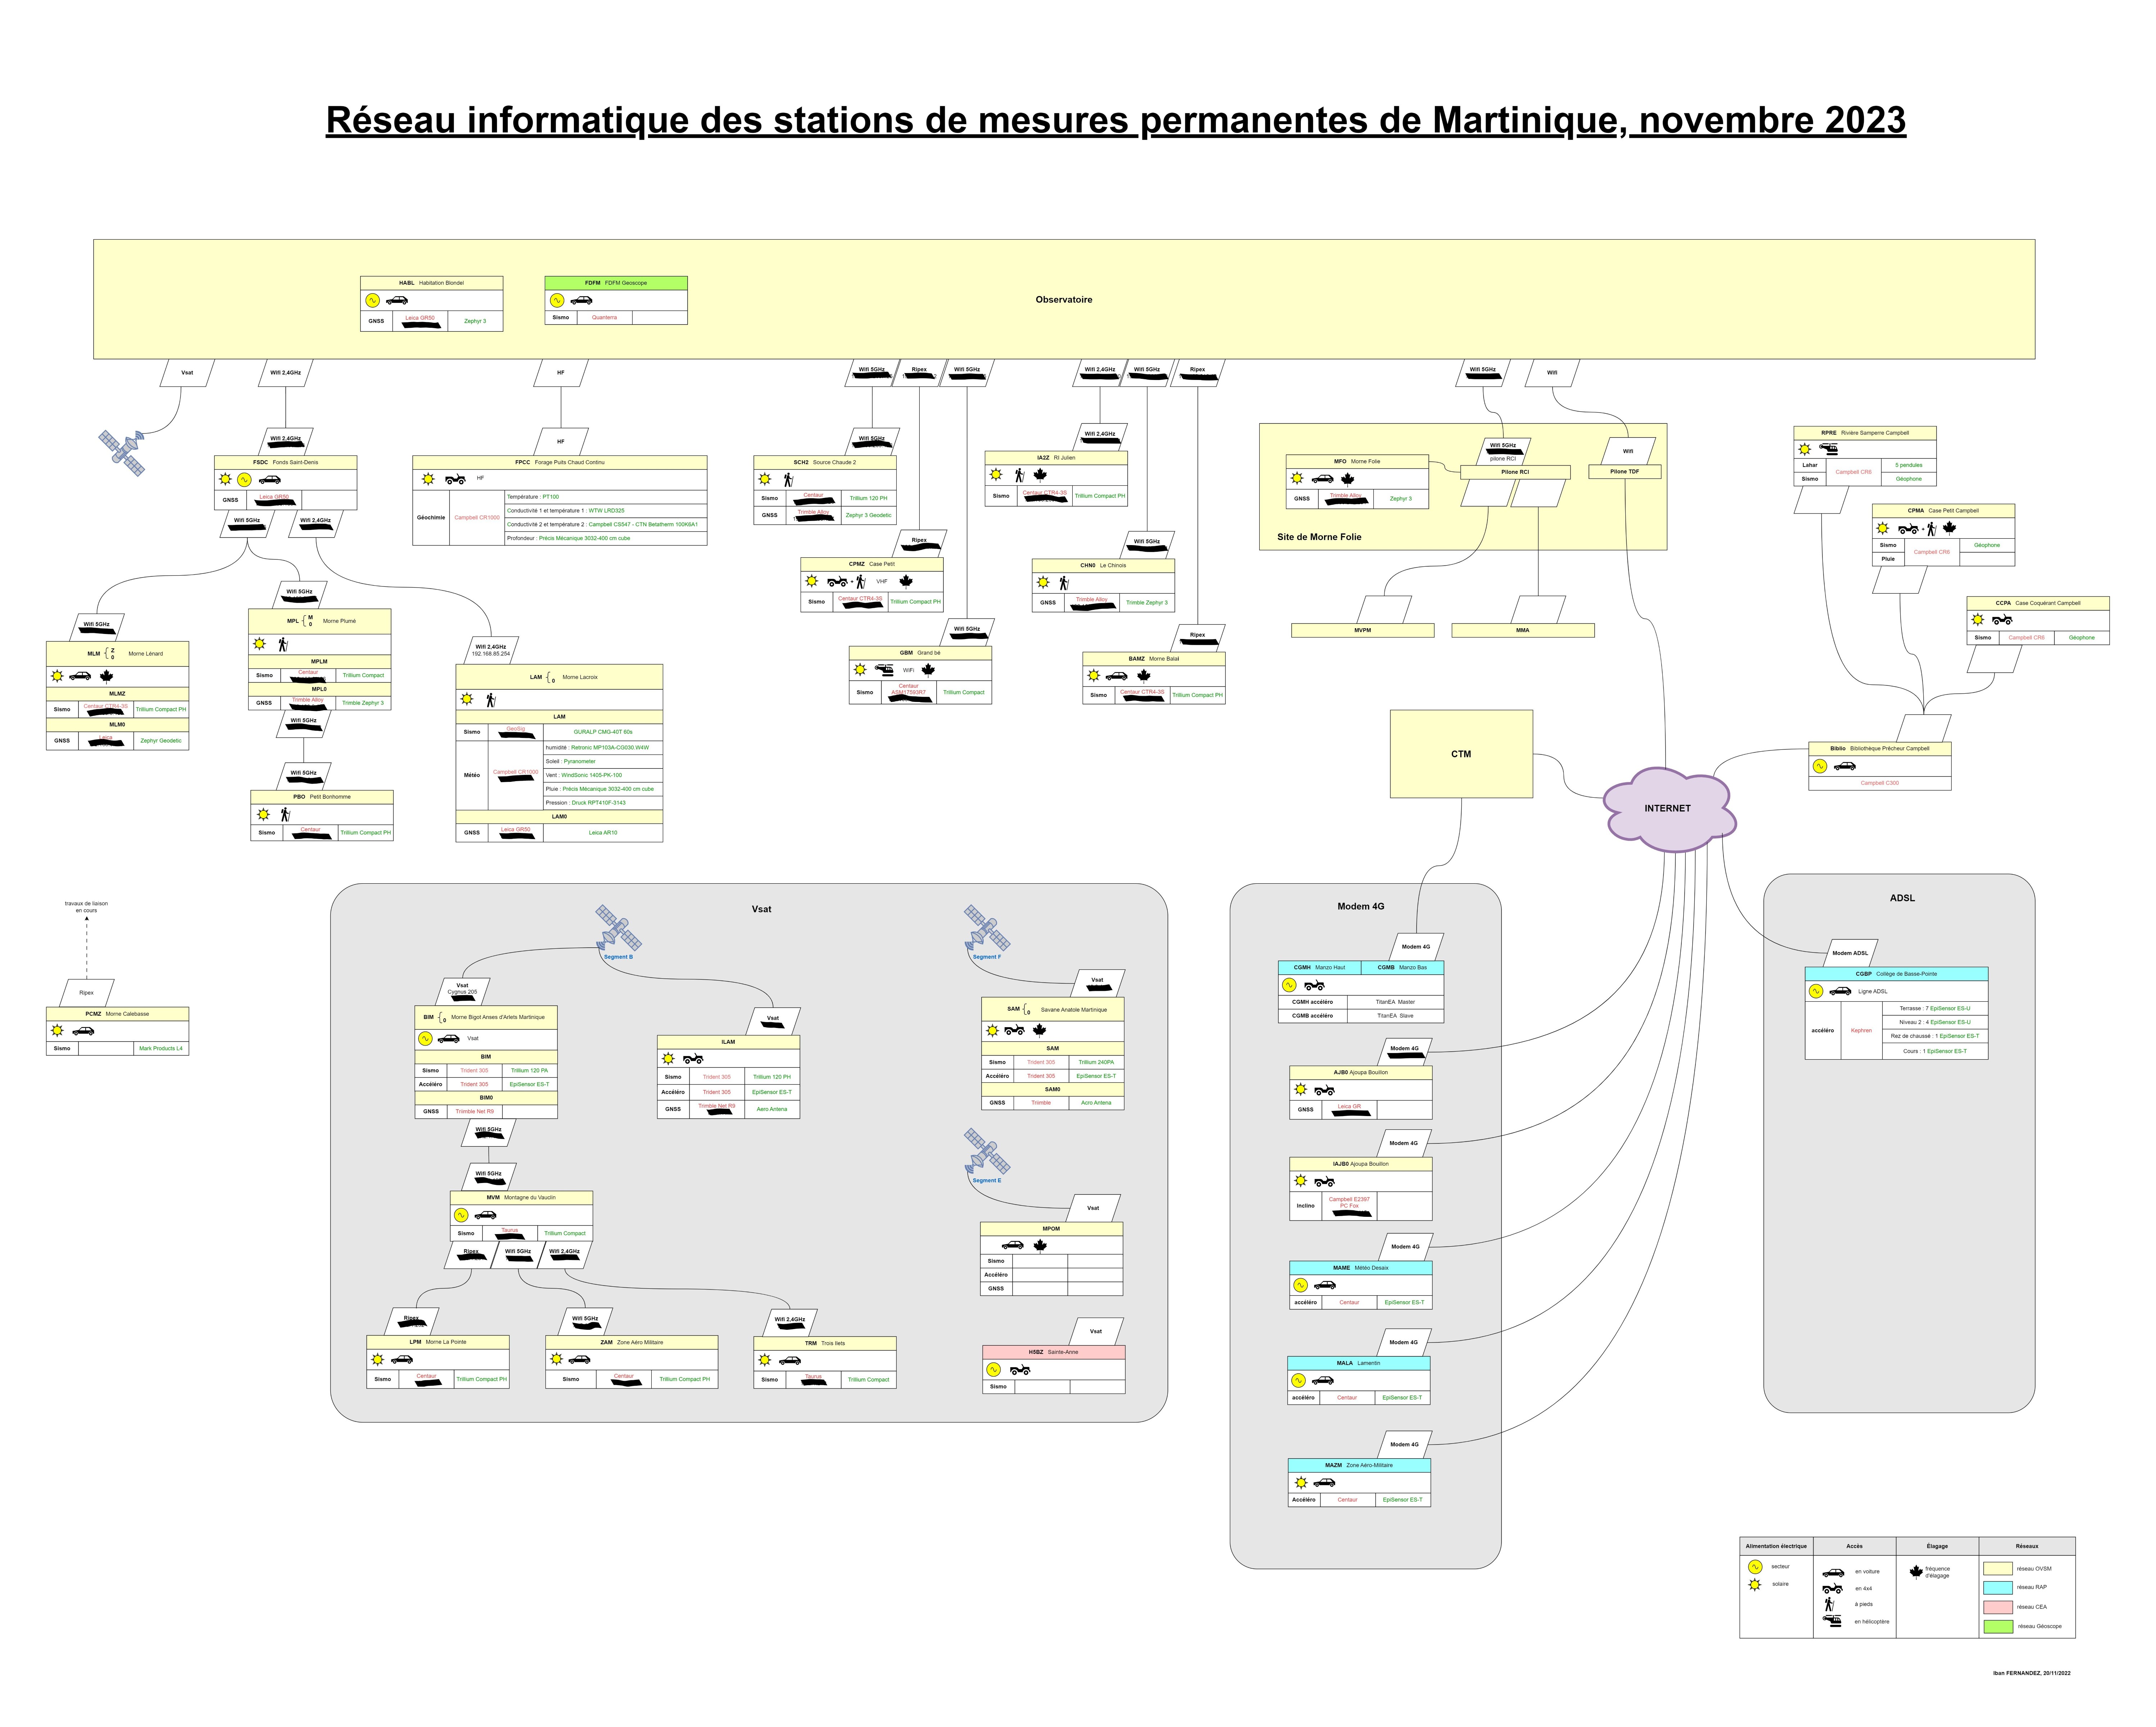 Réseau informatique des stations de mesures permanentes de Martinique, novembre 2023
Observatoire
HABL Habitation Blondel
GNSS Leica GR50 Zephyr 3
FDFM FDFM Geoscope
Sismo Quanterra
Vsat
Wifi 2,4GHz
HF
Wifi 5GHz
Ripex
Wifi 5GHz
Wifi 2,4GHz
Wifi 5GHz
Ripex
Wifi 5GHz
Wifi
Wifi 2,4GHz
FSDC Fonds Saint-Denis
GNSS Leica GR50
Wifi 5GHz
Wifi 2,4GHz
HF
FPCC Forage Puits Chaud Continu
HF
Géochimie Campbell CR1000
Température : PT100
Conductivité 1 et température 1 : WTW LRD325
Conductivité 2 et température 2 : Campbell CS547 - CTN Betatherm 100K6A1
Profondeur : Précis Mécanique 3032-400 cm cube
Wifi 5GHz
SCH2 Source Chaude 2
Sismo Centaur Trillium 120 PH
GNSS Trimble Alloy Zephyr 3 Geodetic
Ripex
CPMZ Case Petit
VHF
Sismo Centaur CTR4-3S Trillium Compact PH
Wifi 5GHz
GBM Grand bé
WiFi
Sismo Centaur
ASM17593RT Trillium Compact
Wifi 2,4GHz
IA2Z RI Julien
Sismo Centaur CTR4-3S Trillium Compact PH
Wifi 5GHz
CHN0 Le Chinois
GNSS Trimble Alloy Trimble Zephyr 3
Ripex
BAMZ Morne Balai
Sismo Centaur CTR4-3S Trillium Compact PH
MFO Morne Folie
GNSS Trimble Alloy Zephyr 3
Wifi 5GHz
pilone RCI
Pilone RCI
Wifi
Pilone TDF
Site de Morne Folie
MVPM
MMA
RPRE Rivière Samperre Campbell
Lahar Campbell CR6 5 pendules
Sismo Géophone
CPMA Case Petit Campbell
+
Sismo Campbell CR6 Géophone
Pluie
CCPA Case Coquérant Campbell
Sismo Campbell CR6 Géophone
Biblio Bibliothèque Prêcheur Campbell
Campbell C300
Wifi 5GHz
MLM Z
0 Morne Lénard
MLMZ
Sismo Centaur CTR4-3S Trillium Compact PH
MLM0
GNSS Leica Zephyr Geodetic
Wifi 5GHz
MPL M
0 Morne Plumé
MPLM
Sismo Centaur Trillium Compact
MPL0
GNSS Trimble Alloy Trimble Zephyr 3
Wifi 5GHz
Wifi 5GHz
PBO Petit Bonhomme
Sismo Centaur Trillium Compact PH
Wifi 2,4GHz
192.168.85.254
LAM 0 Morne Lacroix
LAM
Sismo GeoSig GURALP CMG-40T 60s
Météo Campbell CR1000
humidité : Retronic MP103A-CG030 W4W
Soleil : Pyranometer
Vent : WindSonic 1405-PK-100
Pluie : Précis Mécanique 3032-400 cm cube
Pression : Druck RPT410F-3143
LAM0
GNSS Leica GR50 Leica AR10
CTM
INTERNET
travaux de liaison
en cours
Ripex
PCMZ Morne Calebasse
Sismo Mark Products L4
Vsat
Segment B
Segment F
Vsat
Cygnus 205
BIM 0 Morne Bigot Anses d'Arlets Martinique
Vsat
BIM
Sismo Trident 305 Trillium 120 PA
Accéléro Trident 305 EpiSensor ES-T
BIM0
GNSS Triimble Net R9
Wifi 5GHz
Vsat
ILAM
Sismo Trident 305 Trillium 120 PH
Accéléro Trident 305 EpiSensor ES-T
GNSS Trimble Net R9 Aero Antena
Vsat
SAM 0 Savane Anatole Martinique
SAM
Sismo Trident 305 Trillium 240PA
Accéléro Trident 305 EpiSensor ES-T
SAM0
GNSS Trimble Acro Antena
Segment E
Wifi 5GHz
MVM Montagne du Vauclin
Sismo Taurus Trillium Compact
Ripex
Wifi 5GHz
Wifi 2,4GHz
Vsat
MPOM
Sismo
Accéléro
GNSS
Ripex
LPM Morne La Pointe
Sismo Centaur Trillium Compact PH
Wifi 5GHz
ZAM Zone Aéro Militaire
Sismo Centaur Trillium Compact PH
Wifi 2,4GHz
TRM Trois Ilets
Sismo Taurus Trillium Compact
Vsat
HSBZ Sainte-Anne
Sismo
Modem 4G
Modem 4G
CGMH Manzo Haut CGMB Manzo Bas
CGMH accéléro TitanEA Master
CGMB accéléro TitanEA Slave
Modem 4G
AJB0 Ajoupa Bouillon
GNSS Leica GR
Modem 4G
IAJB0 Ajoupa Bouillon
Inclino Campbell E2397
PC Fox
Modem 4G
MAME Météo Desaix
accéléro Centaur EpiSensor ES-T
Modem 4G
MALA Lamentin
accéléro Centaur EpiSensor ES-T
Modem 4G
MAZM Zone Aéro-Militaire
Accéléro Centaur EpiSensor ES-T
ADSL
Modem ADSL
CGBP Collège de Basse-Pointe
Ligne ADSL
accéléro Kephren
Terrasse : 7 EpiSensor ES-U
Niveau 2 : 4 EpiSensor ES-U
Rez de chaussé : 1 EpiSensor ES-T
Cours : 1 EpiSensor ES-T
Alimentation électrique Accès Élagage Réseaux
secteur
solaire
en voiture
en 4x4
à pieds
en hélicoptère
fréquence
d'élagage
réseau OVSM
réseau RAP
réseau CEA
réseau Géoscope
Iban FERNANDEZ, 20/11/2022